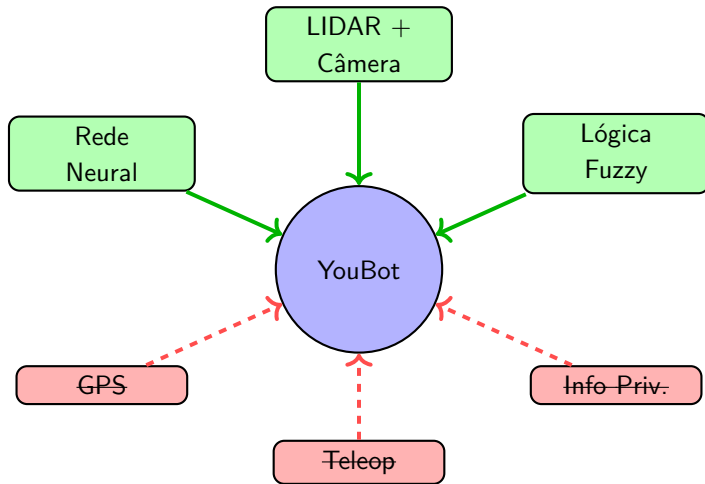 LIDAR +
Câmera
Rede
Neural
Lógica
Fuzzy
YouBot
GPS
Info Priv.
Teleop